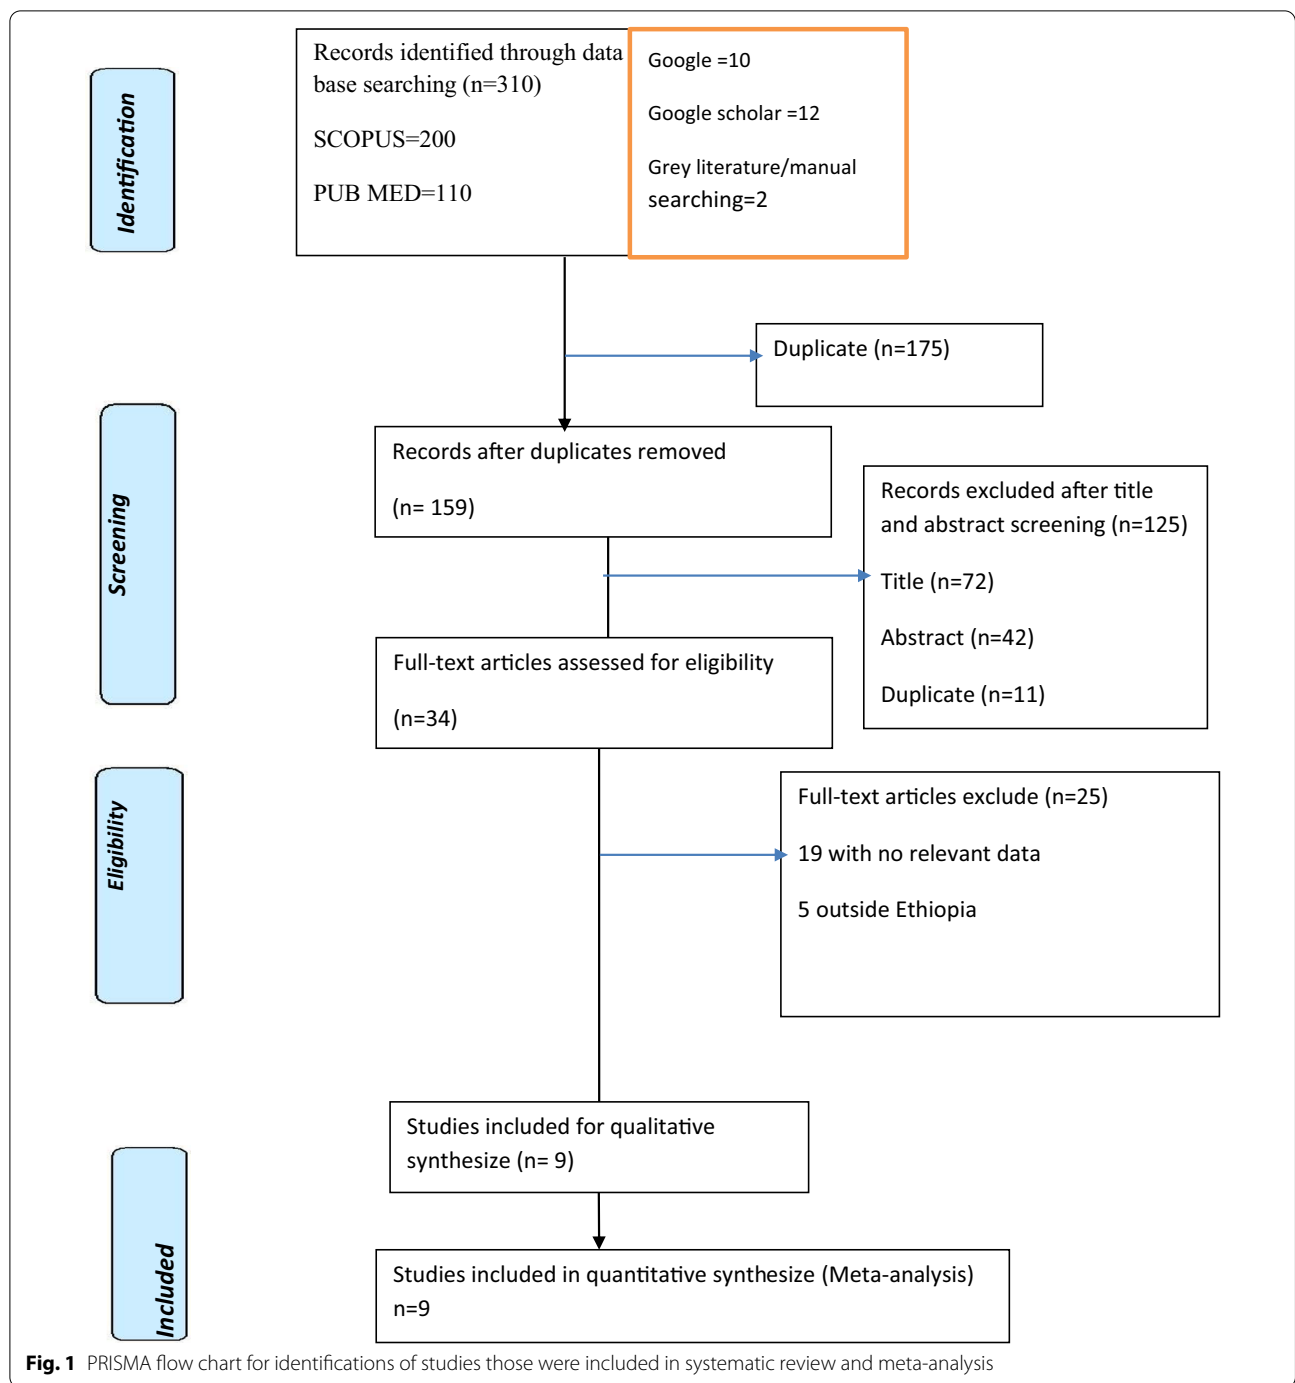 Identification
Records identified through data
base searching (n=310)
SCOPUS=200
PUB MED=110
Google =10
Google scholar =12
Grey literature/manual
searching=2
Duplicate (n=175)
Screening
Records after duplicates removed
(n= 159)
Records excluded after title
and abstract screening (n=125)
Title (n=72)
Abstract (n=42)
Duplicate (n=11)
Full-text articles assessed for eligibility
(n=34)
Eligibility
Full-text articles exclude (n=25)
19 with no relevant data
5 outside Ethiopia
Included
Studies included for qualitative
synthesize (n= 9)
Studies included in quantitative synthesize (Meta-analysis)
n=9
Fig. 1 PRISMA flow chart for identifications of studies those were included in systematic review and meta-analysis